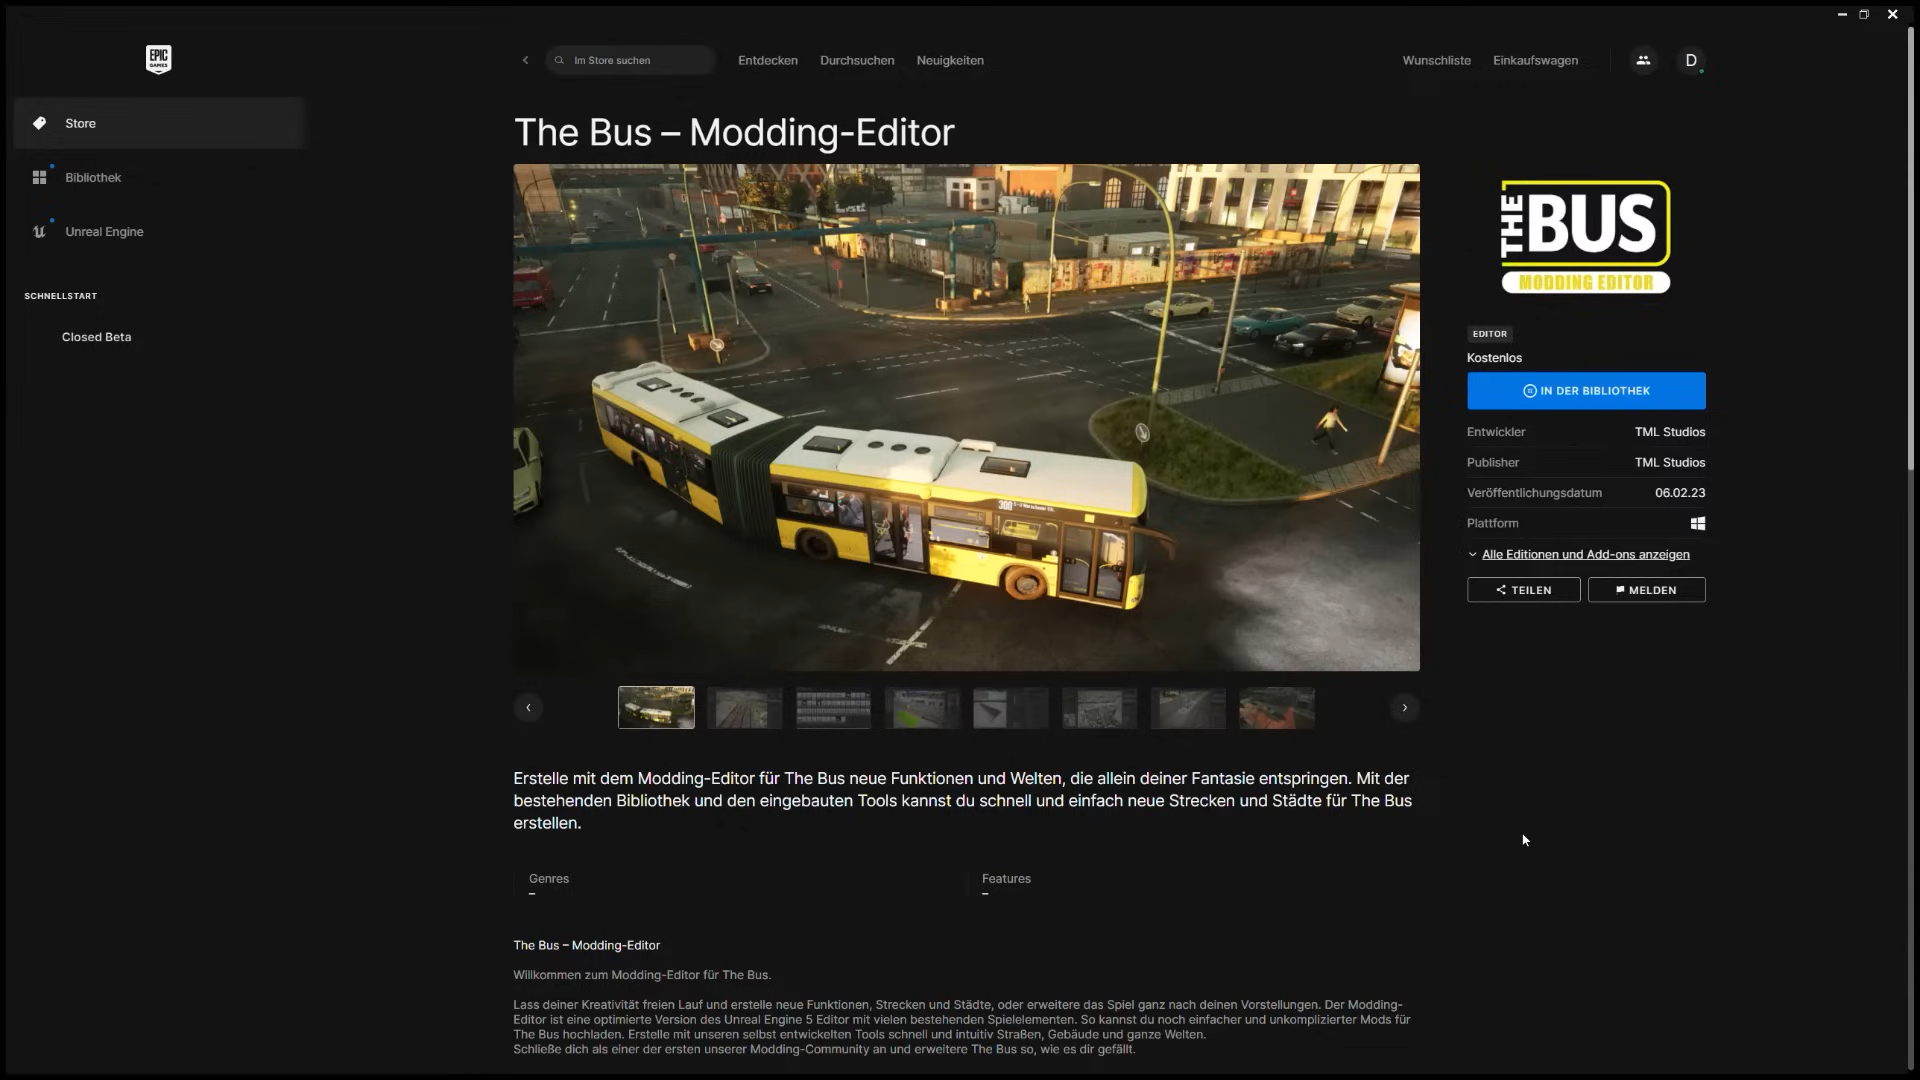 EPIC
GAMES
Im Store suchen
Entdecken
Durchsuchen
Neuigkeiten
Wunschliste
Einkaufswagen
D
Store
Bibliothek
Unreal Engine
SCHNELLSTART
Closed Beta
The Bus – Modding-Editor
300
THE BUS
MODDING EDITOR
EDITOR
Kostenlos
IN DER BIBLIOTHEK
Entwickler TML Studios
Publisher TML Studios
Veröffentlichungsdatum 06.02.23
Plattform
Alle Editionen und Add-ons anzeigen
TEILEN
MELDEN
Erstelle mit dem Modding-Editor für The Bus neue Funktionen und Welten, die allein deiner Fantasie entspringen. Mit der
bestehenden Bibliothek und den eingebauten Tools kannst du schnell und einfach neue Strecken und Städte für The Bus
erstellen.
Genres
–
Features
–
The Bus – Modding-Editor
Willkommen zum Modding-Editor für The Bus.
Lass deiner Kreativität freien Lauf und erstelle neue Funktionen, Strecken und Städte, oder erweitere das Spiel ganz nach deinen Vorstellungen. Der Modding-
Editor ist eine optimierte Version des Unreal Engine 5 Editor mit vielen bestehenden Spielelementen. So kannst du noch einfacher und unkomplizierter Mods für
The Bus hochladen. Erstelle mit unseren selbst entwickelten Tools schnell und intuitiv Straßen, Gebäude und ganze Welten.
Schließe dich als einer der ersten unserer Modding-Community an und erweitere The Bus so, wie es dir gefällt.